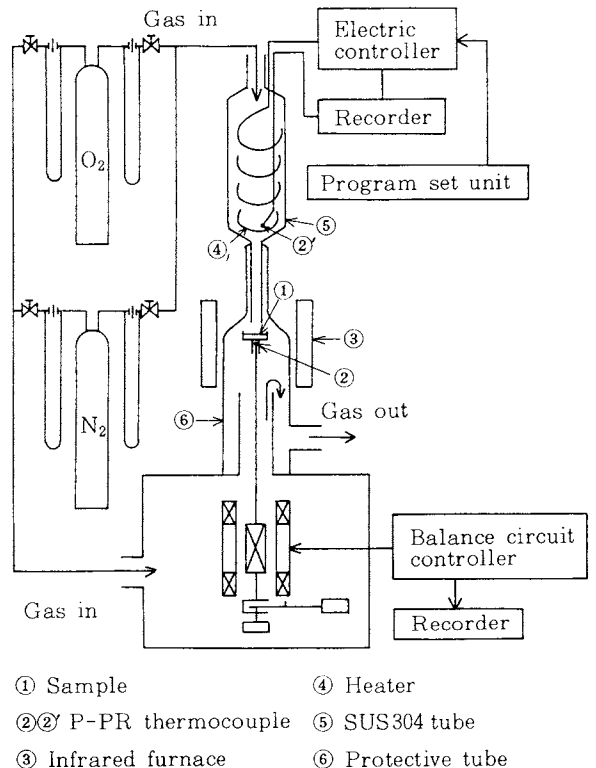 Gas in
Electric
controller
Recorder
O₂
Program set unit
⑤
④
②′
①
③
②
N₂
Gas out
⑥
Balance circuit
controller
Gas in
Recorder
① Sample
④ Heater
②②′ P-PR thermocouple
⑤ SUS304 tube
③ Infrared furnace
⑥ Protective tube